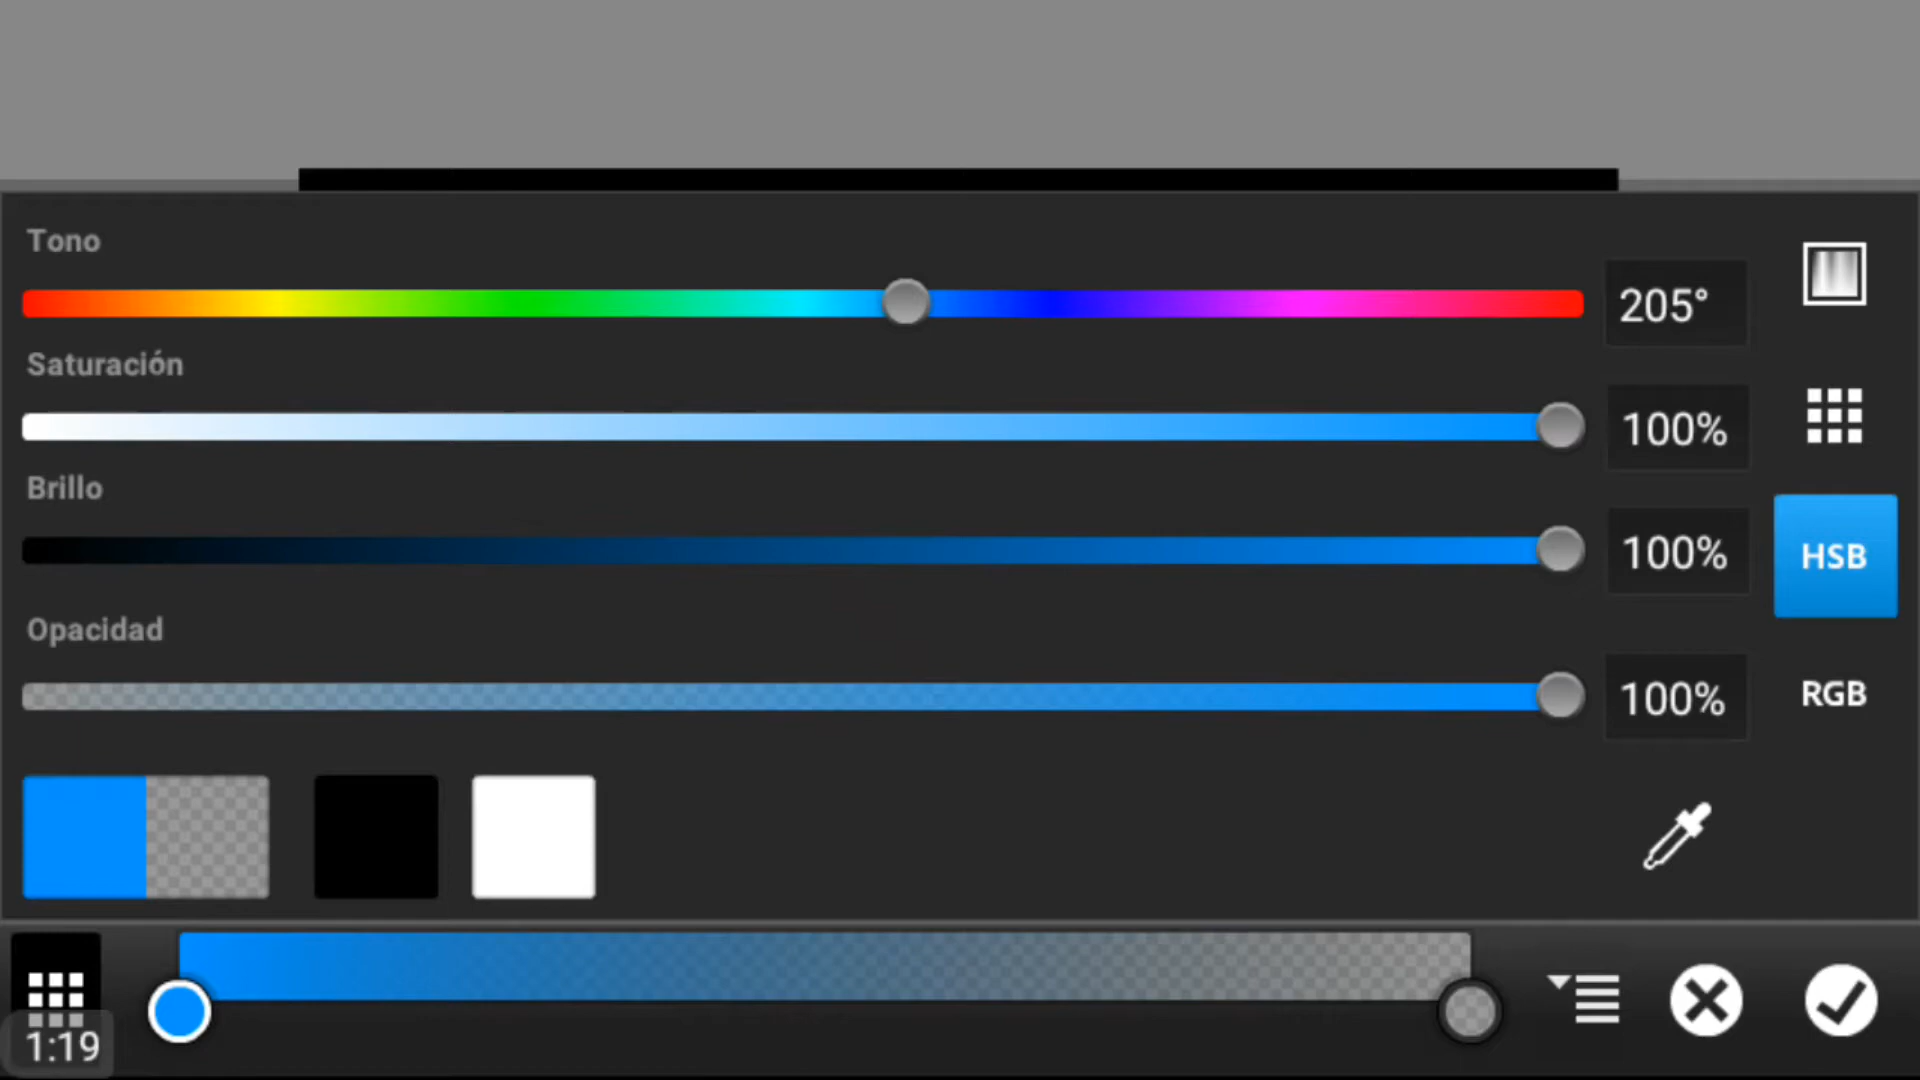 Tono
205°
Saturación
100%
Brillo
100%
HSB
Opacidad
100%
RGB
1:19